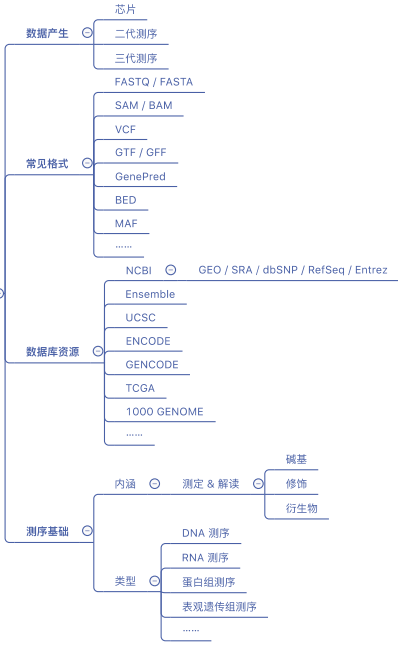 数据产生
芯片
二代测序
三代测序
常见格式
FASTQ / FASTA
SAM / BAM
VCF
GTF / GFF
GenePred
BED
MAF
……
数据库资源
NCBI
GEO / SRA / dbSNP / RefSeq / Entrez
Ensemble
UCSC
ENCODE
GENCODE
TCGA
1000 GENOME
……
测序基础
内涵
测定 & 解读
碱基
修饰
衍生物
类型
DNA 测序
RNA 测序
蛋白组测序
表观遗传组测序
……